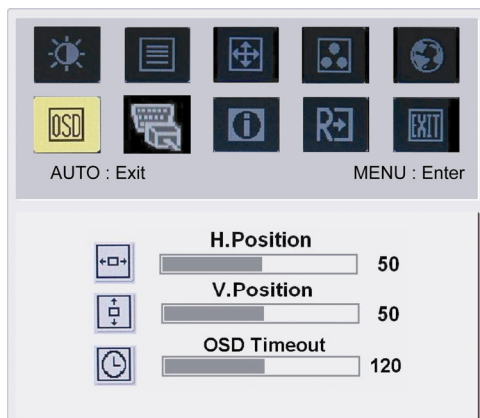 OSD
i
R
EXIT
AUTO : Exit
MENU : Enter
H.Position
50
V.Position
50
OSD Timeout
120